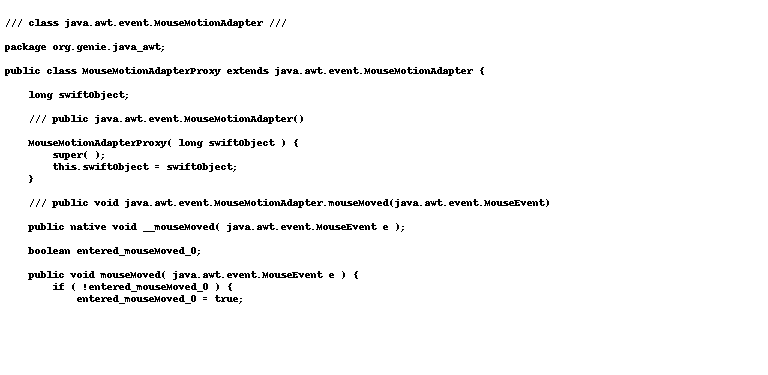 /// class java.awt.event.MouseMotionAdapter ///
package org.genie.java_awt;
public class MouseMotionAdapterProxy extends java.awt.event.MouseMotionAdapter {
long swiftObject;
/// public java.awt.event.MouseMotionAdapter()
MouseMotionAdapterProxy( long swiftObject ) {
super( );
this.swiftObject = swiftObject;
}
/// public void java.awt.event.MouseMotionAdapter.mouseMoved(java.awt.event.MouseEvent)
public native void __mouseMoved( java.awt.event.MouseEvent e );
boolean entered_mouseMoved_0;
public void mouseMoved( java.awt.event.MouseEvent e ) {
if ( !entered_mouseMoved_0 ) {
entered_mouseMoved_0 = true;